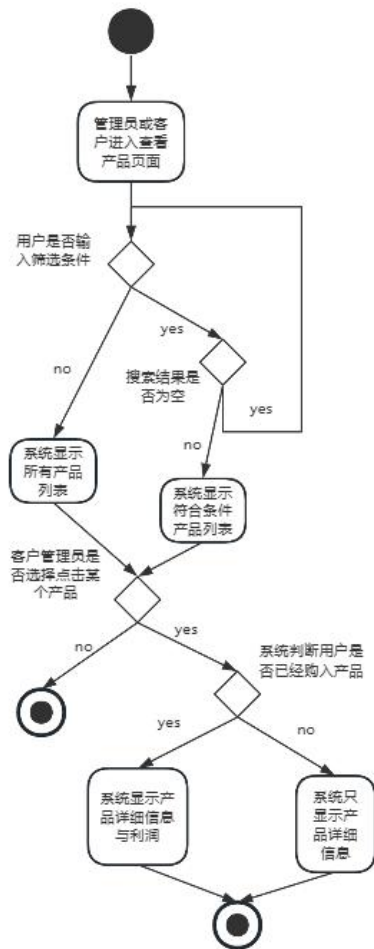 管理员或客
户进入查看
产品页面
用户是否输
入筛选条件
yes
no
搜索结果是
否为空
yes
no
系统显示
所有产品
列表
系统显示
符合条件
产品列表
客户管理员是
否选择点击某
个产品
no
yes
系统判断用户是
否已经购入产品
yes
no
系统显示产
品详细信息
与利润
系统只
显示产
品详细
信息